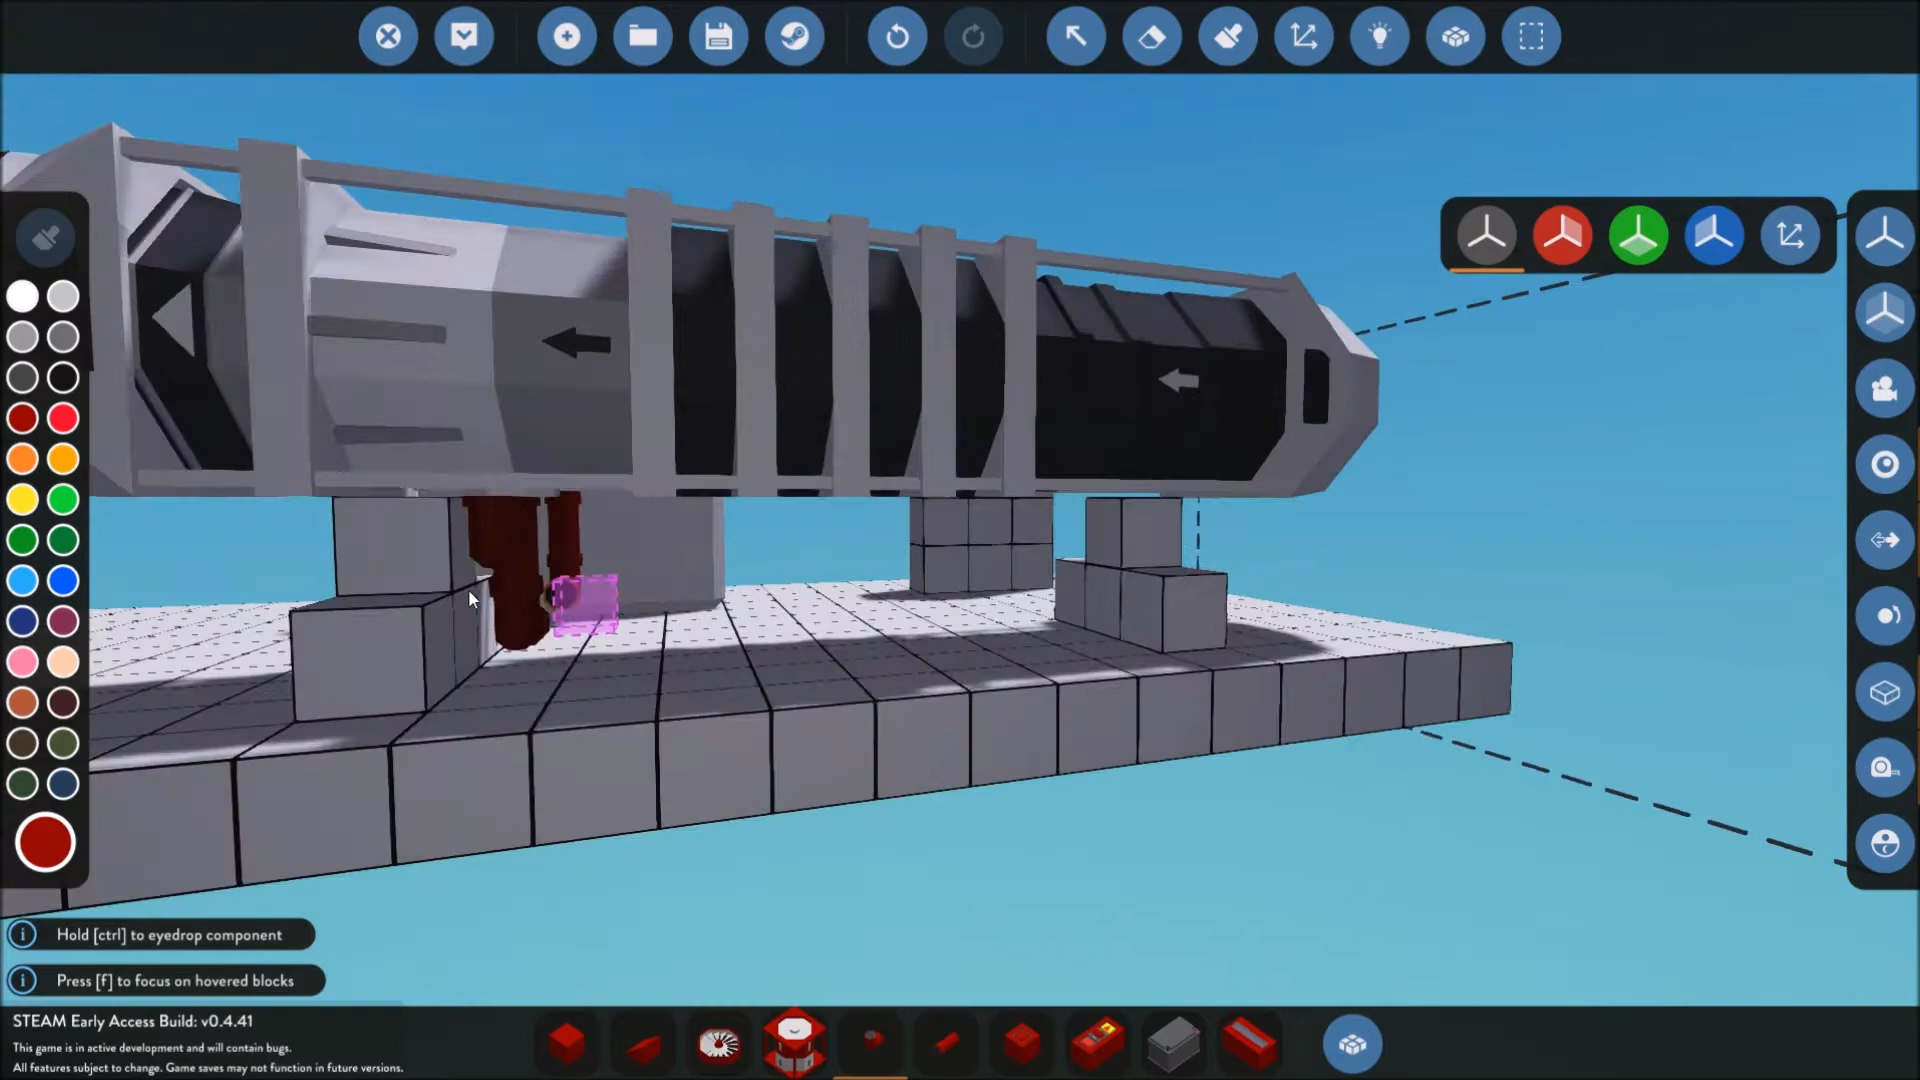 Hold [ctrl] to eyedrop component
Press [f] to focus on hovered blocks
STEAM Early Access Build: v0.4.41
This game is in active development and will contain bugs.
All features subject to change. Game saves may not function in future versions.